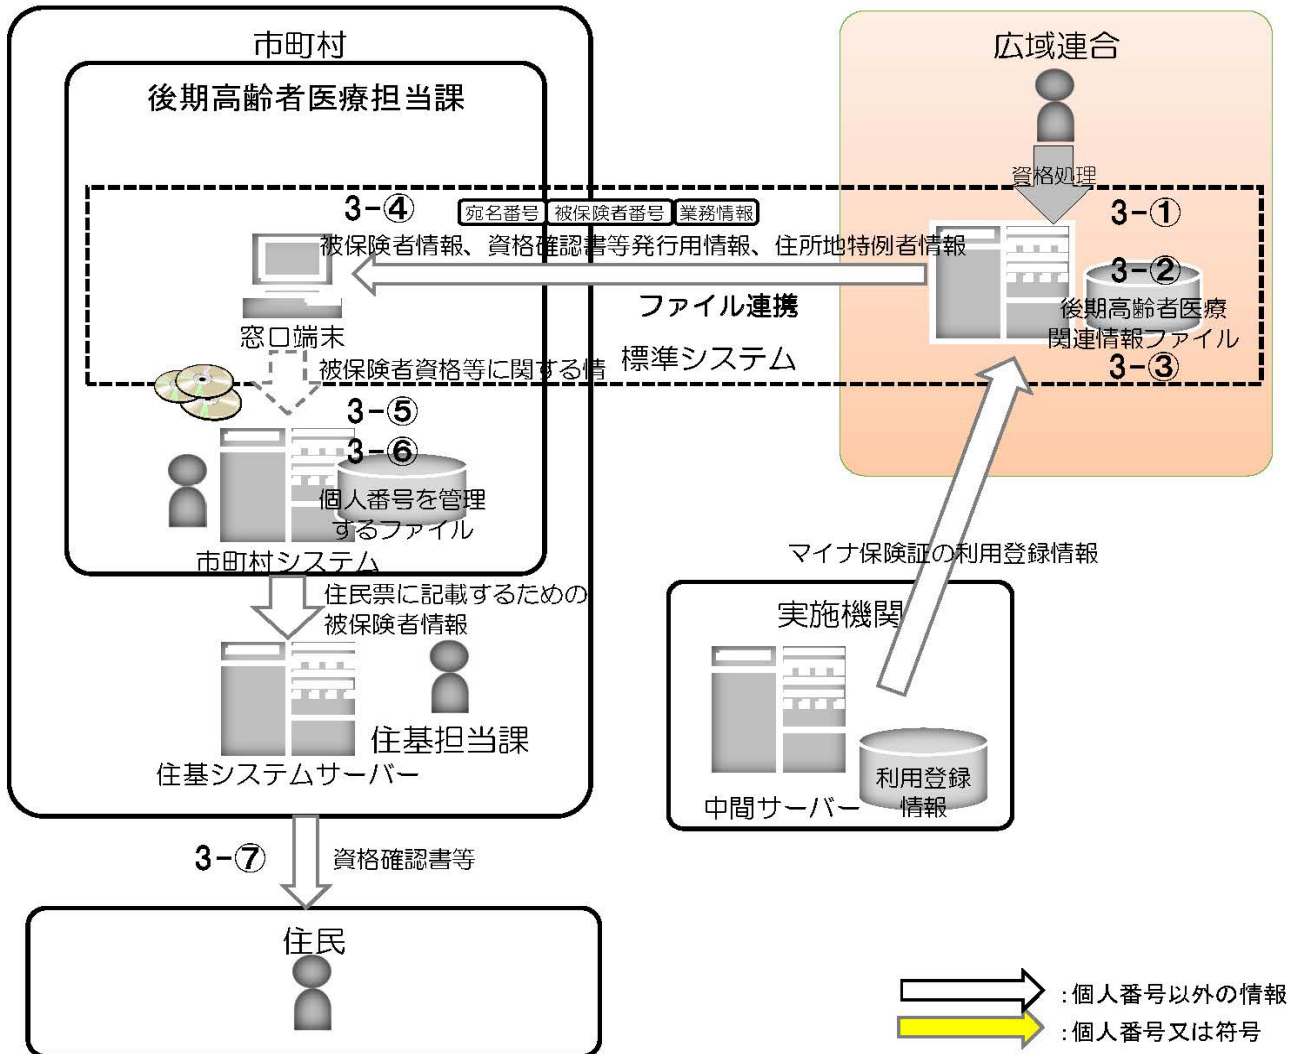 市町村
後期高齢者医療担当課
広域連合
資格処理
3-①
3-②
後期高齢者医療
関連情報ファイル
3-③
3-④
宛名番号 被保険者番号 業務情報
被保険者情報、資格確認書等発行用情報、住所地特例者情報
ファイル連携
窓口端末
標準システム
被保険者資格等に関する情
3-⑤
3-⑥
個人番号を管理
するファイル
市町村システム
住民票に記載するための
被保険者情報
住基担当課
住基システムサーバー
マイナ保険証の利用登録情報
実施機関
中間サーバー
利用登録
情報
3-⑦
資格確認書等
住民
:個人番号以外の情報
:個人番号又は符号